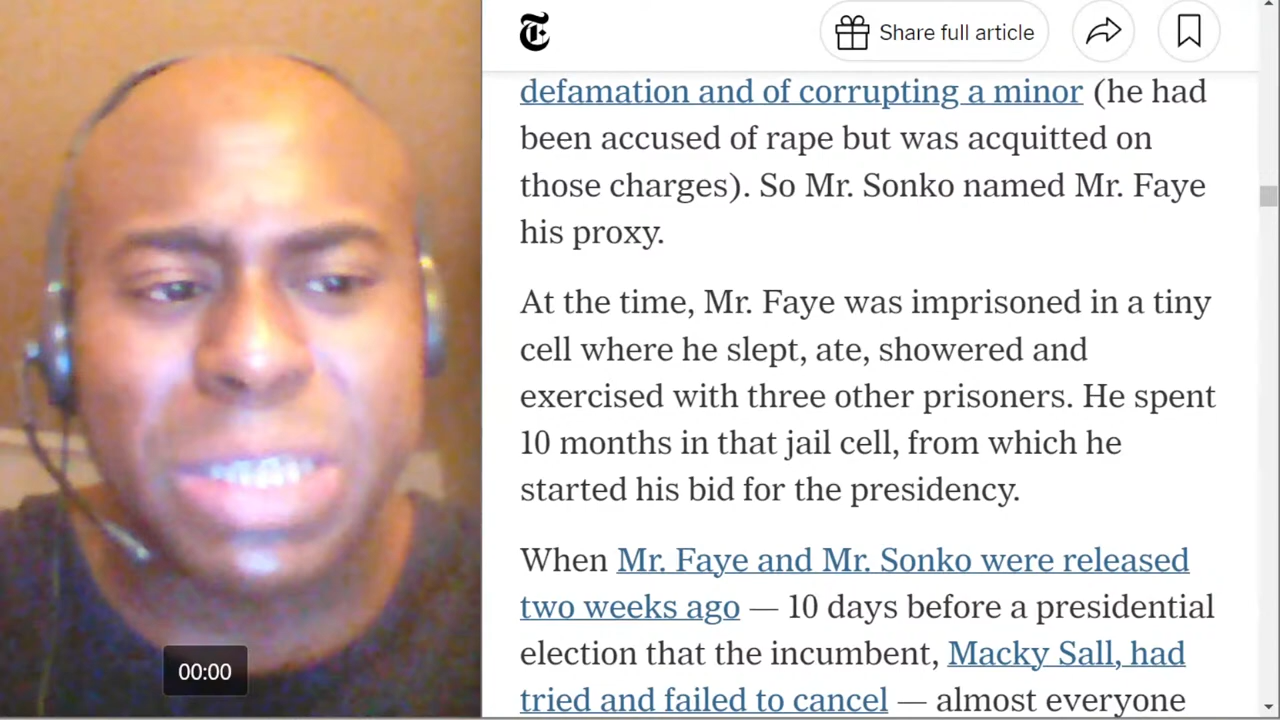 Share full article
defamation and of corrupting a minor (he had
been accused of rape but was acquitted on
those charges). So Mr. Sonko named Mr. Faye
his proxy.
At the time, Mr. Faye was imprisoned in a tiny
cell where he slept, ate, showered and
exercised with three other prisoners. He spent
10 months in that jail cell, from which he
started his bid for the presidency.
When Mr. Faye and Mr. Sonko were released
two weeks ago — 10 days before a presidential
election that the incumbent, Macky Sall, had
tried and failed to cancel — almost everyone
00:00